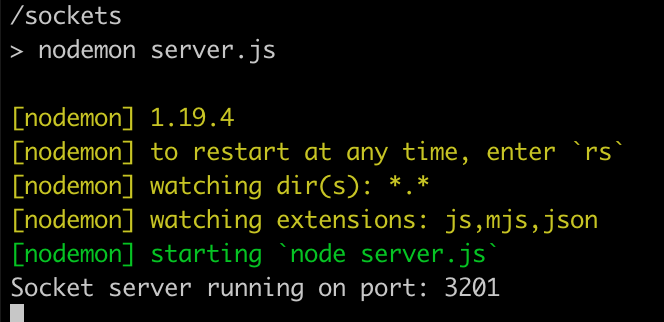 /sockets
> nodemon server.js
[nodemon] 1.19.4
[nodemon] to restart at any time, enter `rs`
[nodemon] watching dir(s): *.*
[nodemon] watching extensions: js,mjs,json
[nodemon] starting `node server.js`
Socket server running on port: 3201